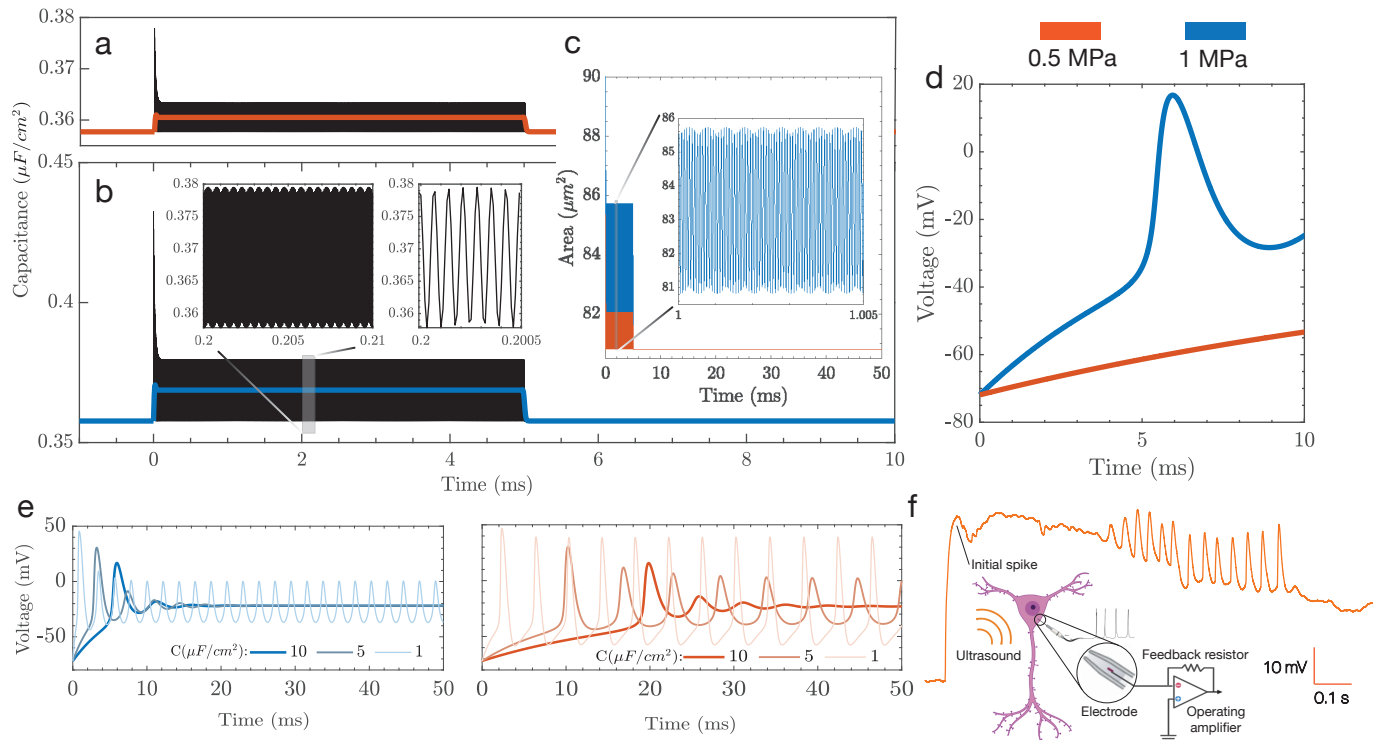 a
0.38
0.37
0.36
Capacitance (μF/cm²)
b
0.45
0.4
0.35
0.38
0.375
0.37
0.365
0.36
0.2
0.205
0.21
0.38
0.375
0.37
0.365
0.36
0.2
0.2005
0
2
4
6
8
10
Time (ms)
c
90
88
86
84
82
Area (μm²)
86
85
84
83
82
81
1
1.005
0
10
20
30
40
50
Time (ms)
0.5 MPa
1 MPa
d
20
0
-20
-40
-60
-80
Voltage (mV)
0
5
10
Time (ms)
e
50
0
-50
Voltage (mV)
C(μF/cm²): 10 5 1
0
10
20
30
40
50
Time (ms)
C(μF/cm²): 10 5 1
0
10
20
30
40
50
Time (ms)
f
Initial spike
Ultrasound
Electrode
Feedback resistor
Operating
amplifier
10 mV
0.1 s